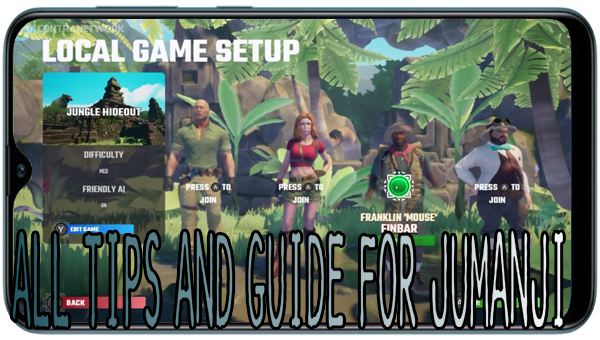 CONTRANETWORK
LOCAL GAME SETUP
JUNGLE HIDEOUT
DIFFICULTY
MED
FRIENDLY AI
ON
Y EDIT GAME
PRESS A TO
JOIN
PRESS A TO
JOIN
FRANKLIN 'MOUSE'
FINBAR
PRESS A TO
JOIN
BACK
ALL TIPS AND GUIDE FOR JUMANJI